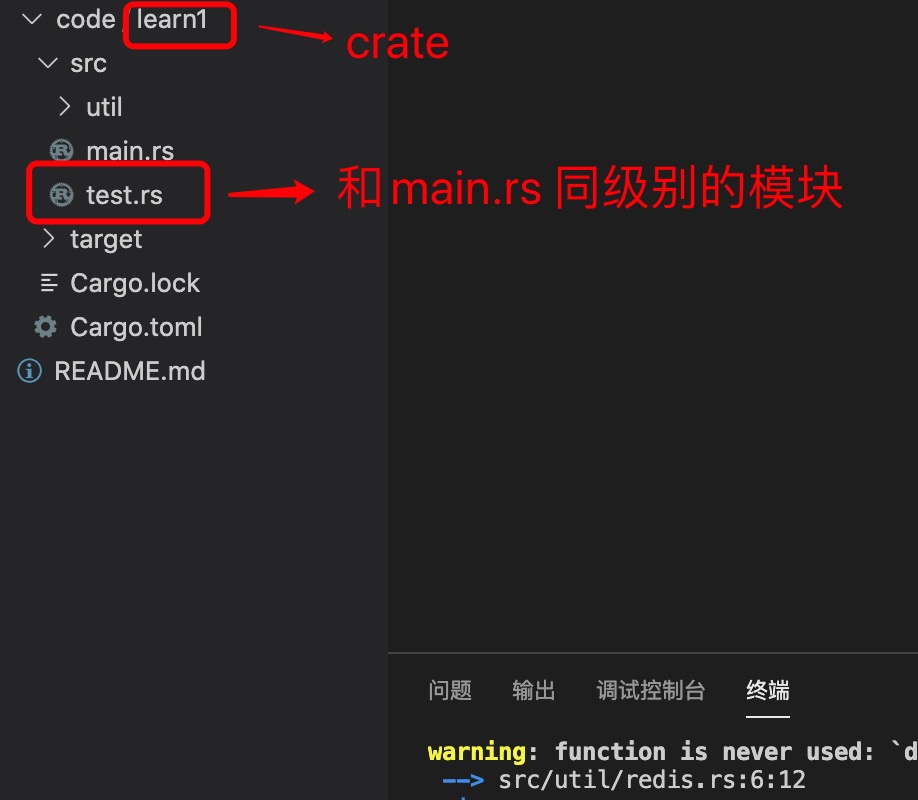 code / learn1
crate
src
util
main.rs
test.rs
和main.rs 同级别的模块
target
Cargo.lock
Cargo.toml
README.md
问题 输出 调试控制台 终端
warning: function is never used: `d
--> src/util/redis.rs:6:12